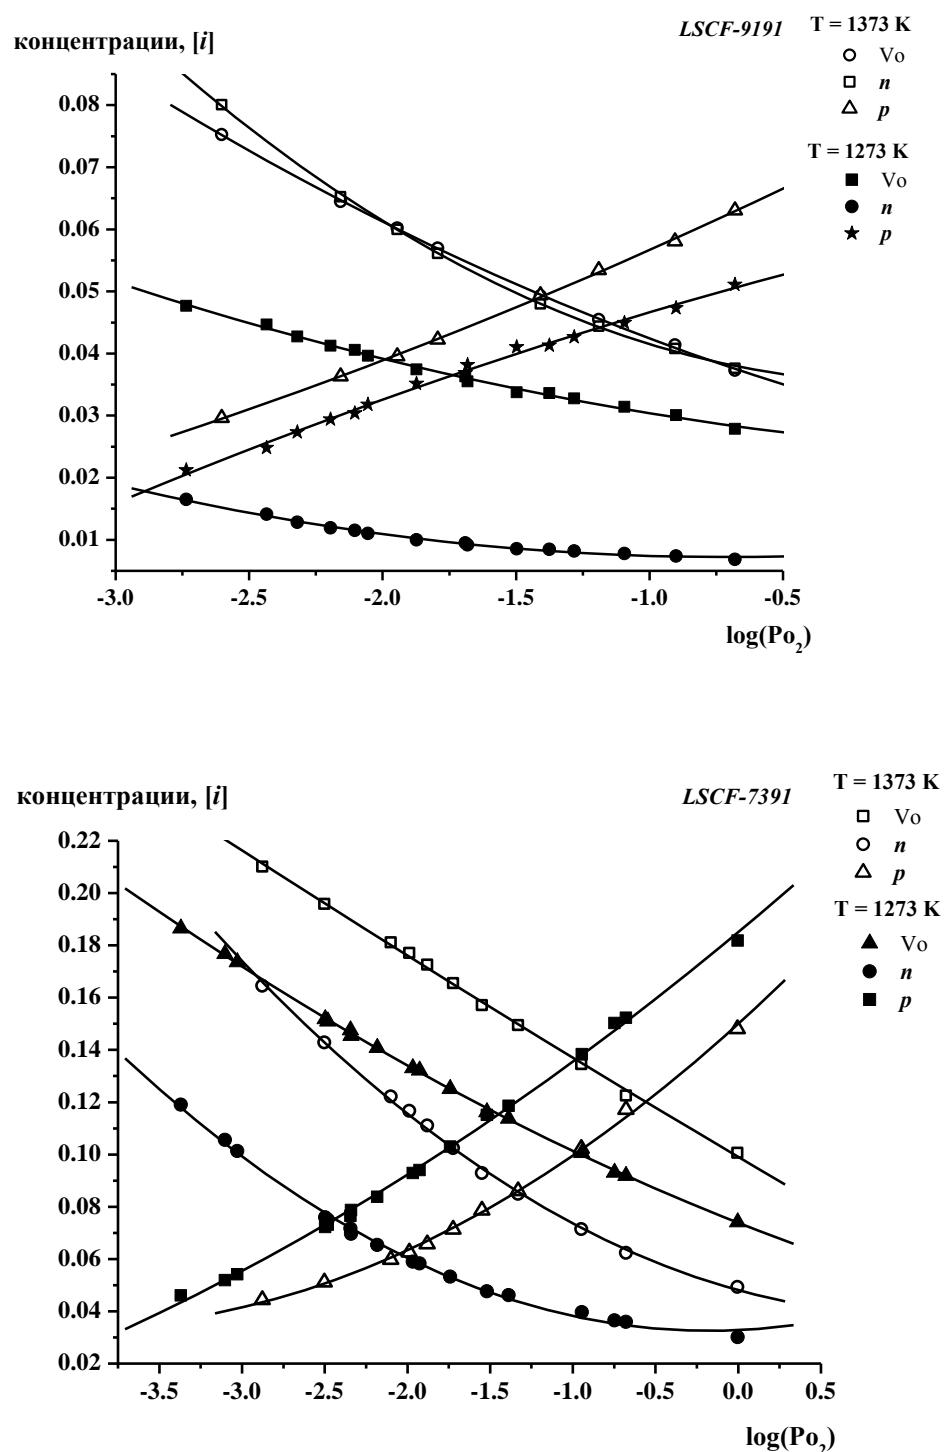 концентрации, [i]
LSCF-9191
T = 1373 K
Vo
n
p
T = 1273 K
Vo
n
p
0.08
0.07
0.06
0.05
0.04
0.03
0.02
0.01
-3.0 -2.5 -2.0 -1.5 -1.0 -0.5
log(Po2)
концентрации, [i]
LSCF-7391
T = 1373 K
Vo
n
p
T = 1273 K
Vo
n
p
0.22
0.20
0.18
0.16
0.14
0.12
0.10
0.08
0.06
0.04
0.02
-3.5 -3.0 -2.5 -2.0 -1.5 -1.0 -0.5 0.0 0.5
log(Po2)